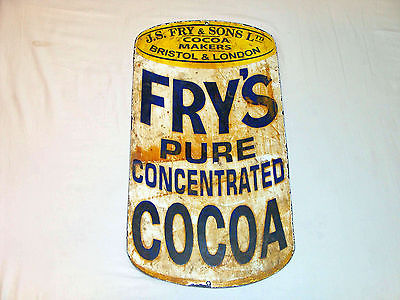 J.S. FRY & SONS LTD
COCOA
MAKERS
BRISTOL & LONDON
FRY'S
PURE
CONCENTRATED
COCOA